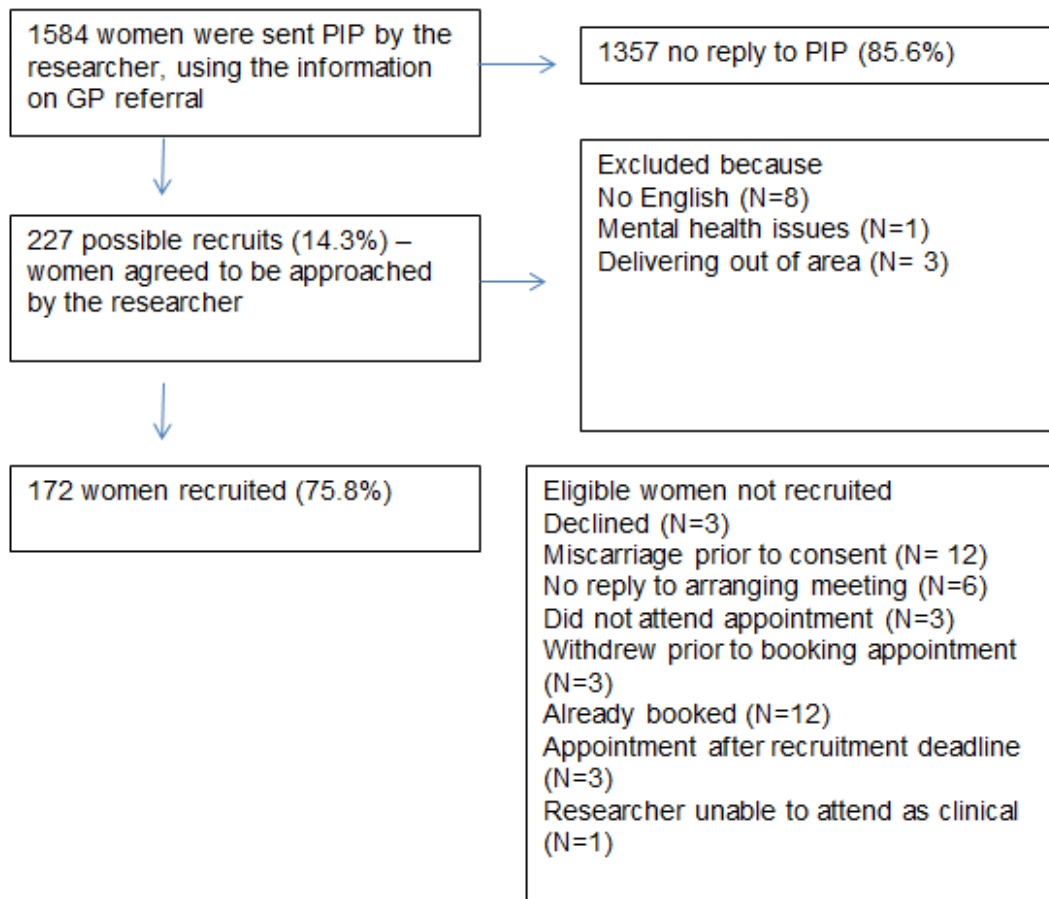 1584 women were sent PIP by the
researcher, using the information
on GP referral
1357 no reply to PIP (85.6%)
Excluded because
No English (N=8)
Mental health issues (N=1)
Delivering out of area (N= 3)
227 possible recruits (14.3%) –
women agreed to be approached
by the researcher
172 women recruited (75.8%)
Eligible women not recruited
Declined (N=3)
Miscarriage prior to consent (N= 12)
No reply to arranging meeting (N=6)
Did not attend appointment (N=3)
Withdrew prior to booking appointment
(N=3)
Already booked (N=12)
Appointment after recruitment deadline
(N=3)
Researcher unable to attend as clinical
(N=1)